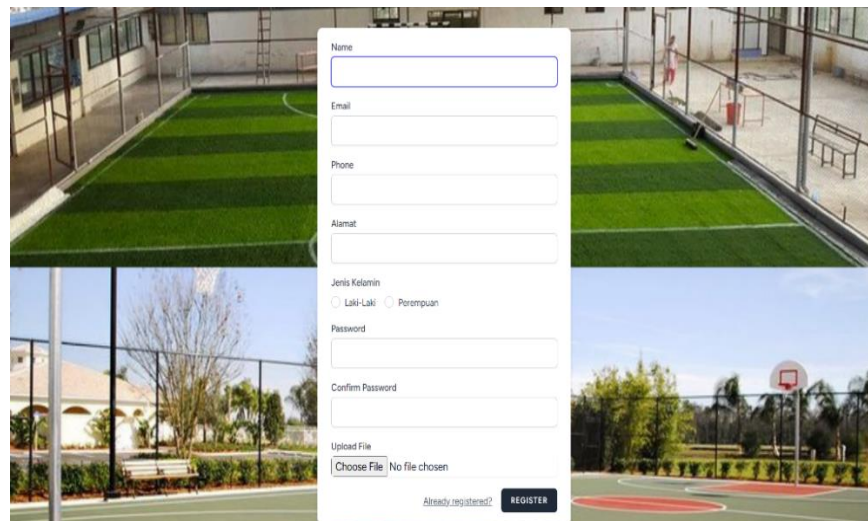 Name
Email
Phone
Alamat
Jenis Kelamin
Laki-Laki Perempuan
Password
Confirm Password
Upload File
Choose File No file chosen
Already registered? REGISTER